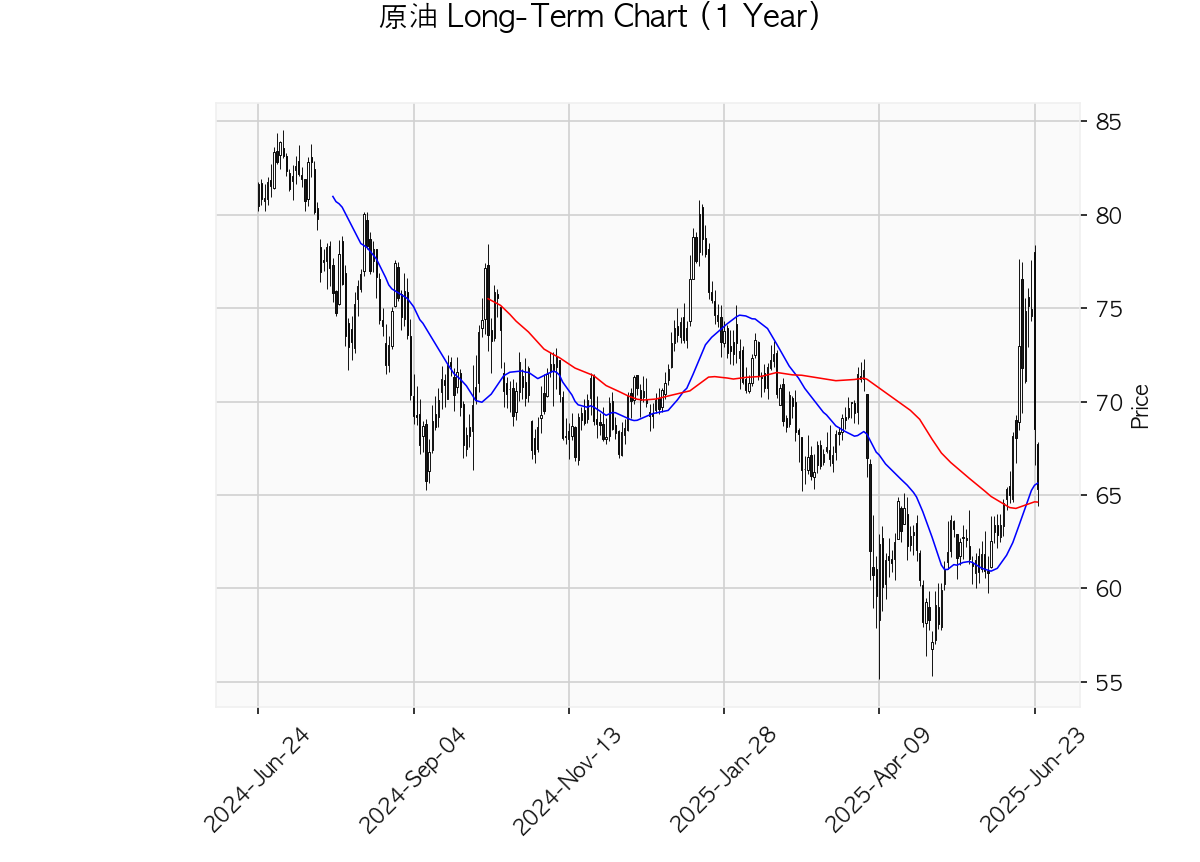 原油 Long-Term Chart (1 Year)
85
80
75
70
65
60
55
Price
2024-Jun-24
2024-Sep-04
2024-Nov-13
2025-Jan-28
2025-Apr-09
2025-Jun-23